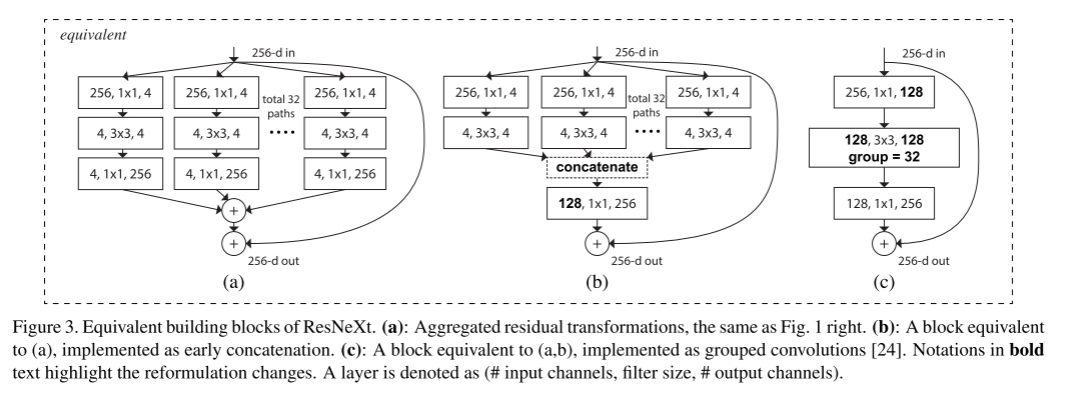 equivalent
256-d in
256, 1x1, 4
256, 1x1, 4
total 32
paths
256, 1x1, 4
4, 3x3, 4
4, 3x3, 4
....
4, 3x3, 4
4, 1x1, 256
4, 1x1, 256
4, 1x1, 256
+
+
256-d out
(a)
256-d in
256, 1x1, 4
256, 1x1, 4
total 32
paths
256, 1x1, 4
4, 3x3, 4
4, 3x3, 4
....
4, 3x3, 4
concatenate
128, 1x1, 256
+
256-d out
(b)
256-d in
256, 1x1, 128
128, 3x3, 128
group = 32
128, 1x1, 256
+
256-d out
(c)
Figure 3. Equivalent building blocks of ResNeXt. (a): Aggregated residual transformations, the same as Fig. 1 right. (b): A block equivalent
to (a), implemented as early concatenation. (c): A block equivalent to (a,b), implemented as grouped convolutions [24]. Notations in bold
text highlight the reformulation changes. A layer is denoted as (# input channels, filter size, # output channels).